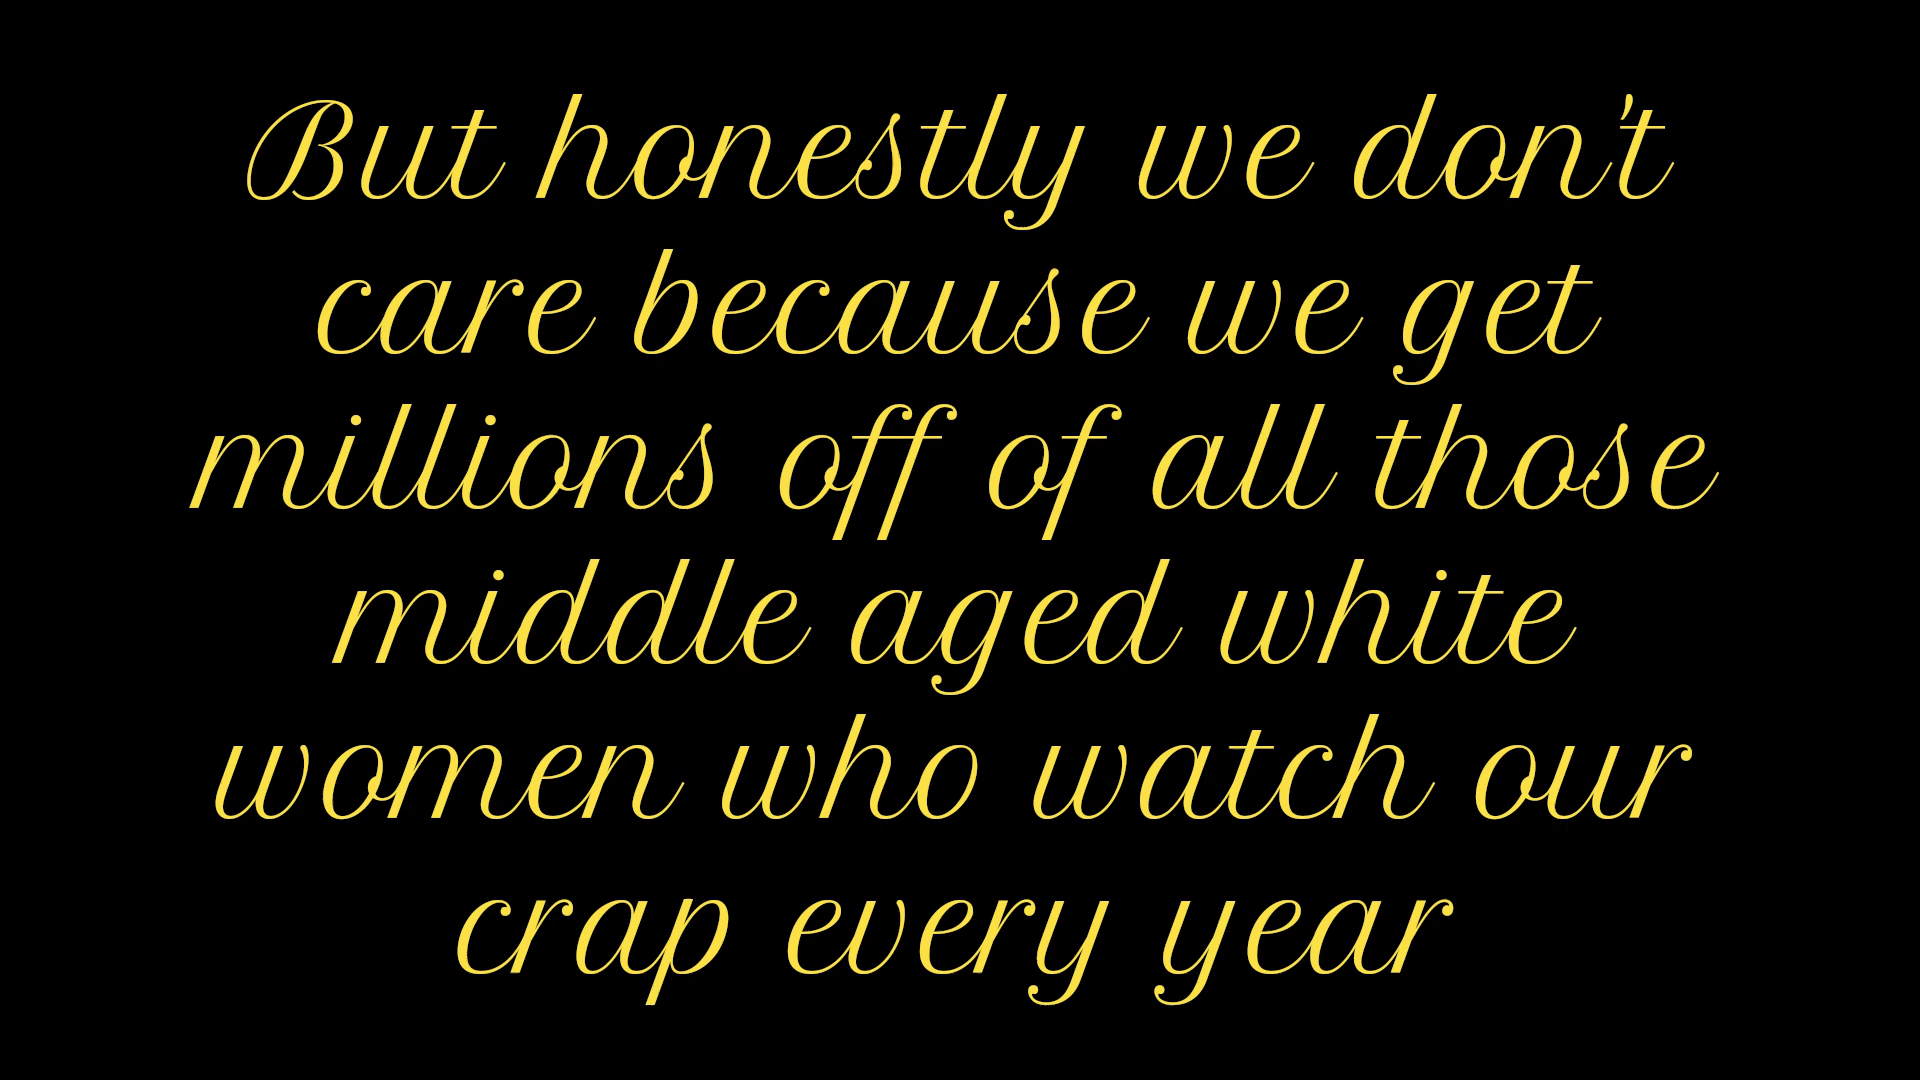 But honestly we don't
care because we get
millions off of all those
middle aged white
women who watch our
crap every year